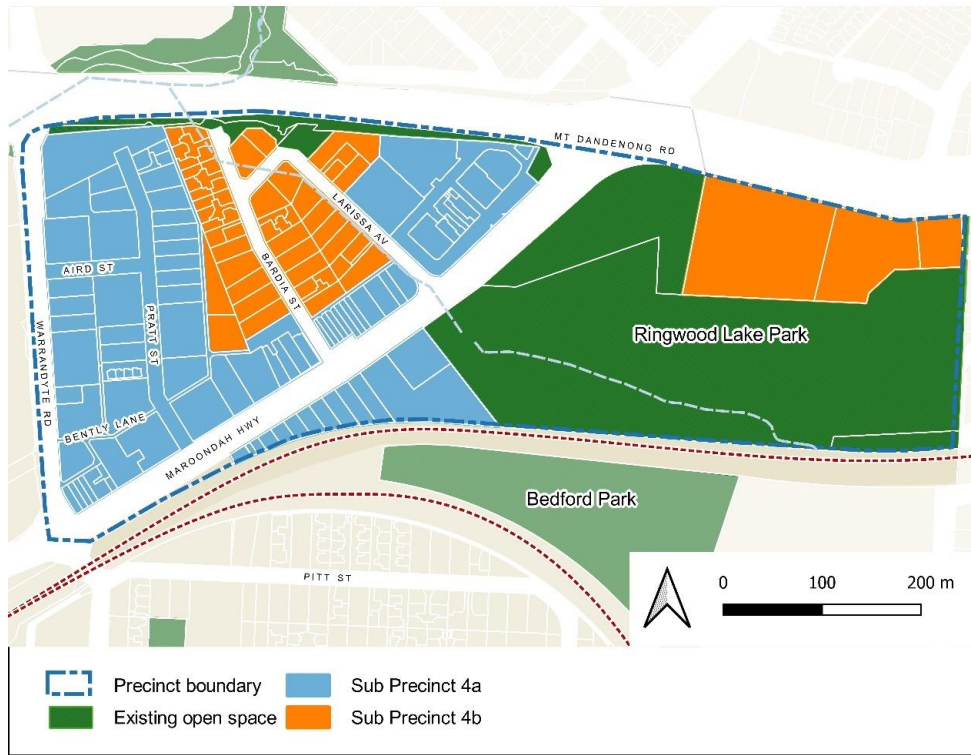 MT DANDENONG RD
LARISSA AV
AIRD ST
BARDIA ST
PRATT ST
WARRANDYTE RD
Ringwood Lake Park
BENTLY LANE
MAROONDAH HWY
Bedford Park
PITT ST
0 100 200 m
Precinct boundary
Sub Precinct 4a
Existing open space
Sub Precinct 4b